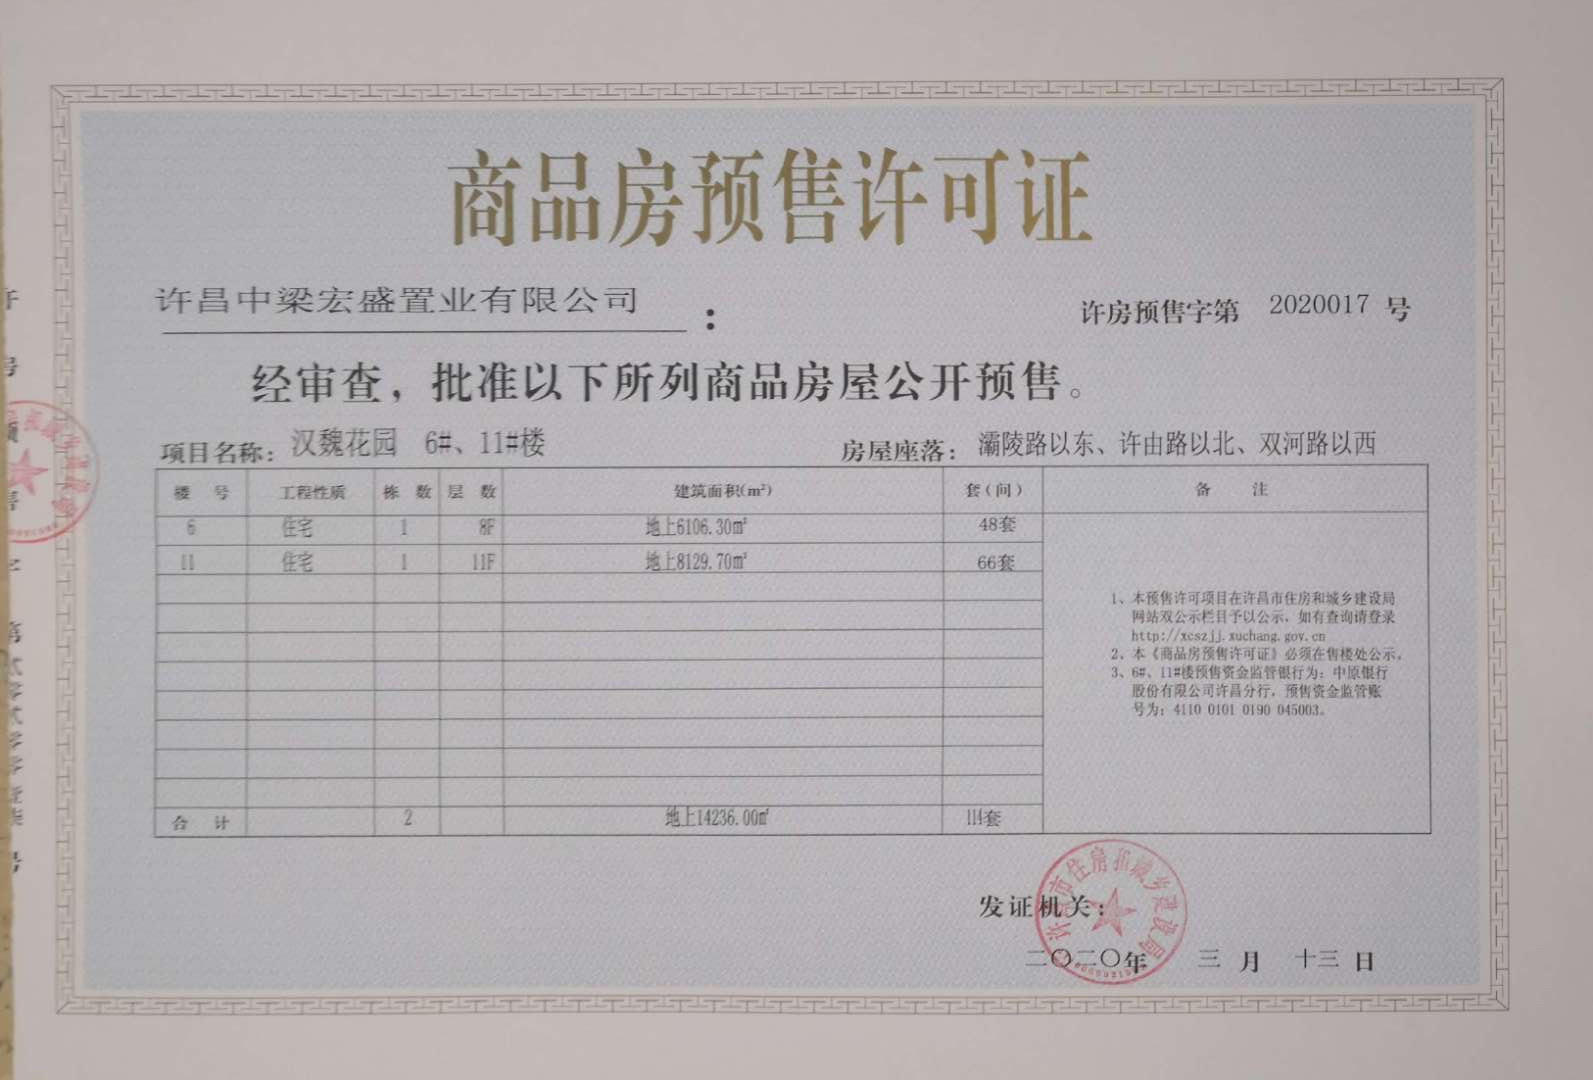 商品房预售许可证
许昌中梁宏盛置业有限公司：
许房预售字第 2020017 号
经审查，批准以下所列商品房屋公开预售。
项目名称：汉魏花园 6#、11#楼
房屋座落：灞陵路以东、许由路以北、双河路以西
楼号 工程性质 栋数 层数 建筑面积(m²) 套(间) 备注
6 住宅 1 8F 地上6106.30㎡ 48套
11 住宅 1 11F 地上8129.70㎡ 66套
1、本预售许可项目在许昌市住房和城乡建设局
网站双公示栏目予以公示，如有查询请登录
http://xcszjj.xuchang.gov.cn
2、本《商品房预售许可证》必须在售楼处公示。
3、6#、11#楼预售资金监管银行为：中原银行
股份有限公司许昌分行，预售资金监管账
号为：4110 0101 0190 045003。
合计 2 地上14236.00㎡ 114套
发证机关：
许昌市住房和城乡建设局
二〇二〇年 三月 十三日